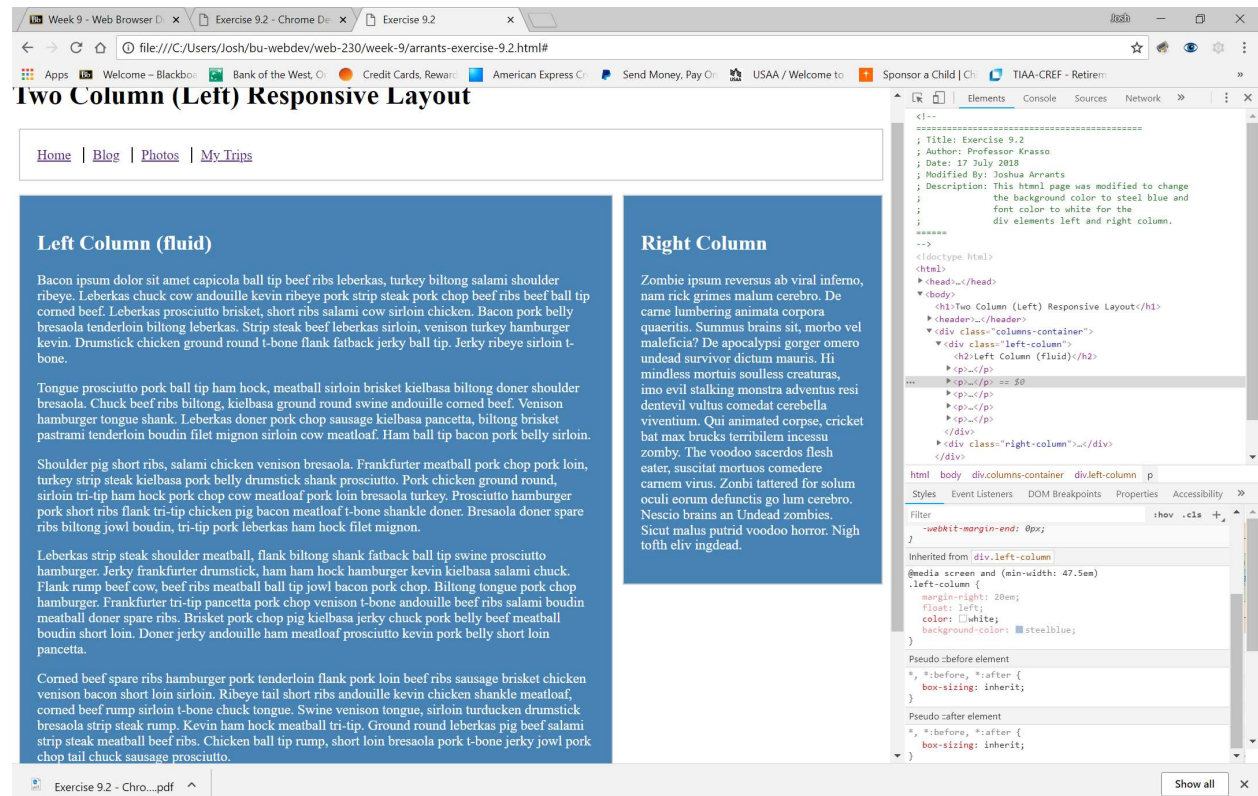 Week 9 - Web Browser D
Exercise 9.2 - Chrome De
Exercise 9.2
Josh
file:///C:/Users/Josh/bu-webdev/web-230/week-9/arrants-exercise-9.2.html#
Apps
Bb
Welcome – Blackboa
Bank of the West, O
Credit Cards, Reward
American Express C
Send Money, Pay On
USAA / Welcome to
Sponsor a Child | Ch
TIAA-CREF - Retirem
Two Column (Left) Responsive Layout
Home
Blog
Photos
My Trips
Left Column (fluid)
Bacon ipsum dolor sit amet capicola ball tip beef ribs leberkas, turkey biltong salami shoulder
ribeye. Leberkas chuck cow andouille kevin ribeye pork strip steak pork chop beef ribs beef ball tip
corned beef. Leberkas prosciutto brisket, short ribs salami cow sirloin chicken. Bacon pork belly
bresaola tenderloin biltong leberkas. Strip steak beef leberkas sirloin, venison turkey hamburger
kevin. Drumstick chicken ground round t-bone flank fatback jerky ball tip. Jerky ribeye sirloin t-
bone.
Tongue prosciutto pork ball tip ham hock, meatball sirloin brisket kielbasa biltong doner shoulder
bresaola. Chuck beef ribs biltong, kielbasa ground round swine andouille corned beef. Venison
hamburger tongue shank. Leberkas doner pork chop sausage kielbasa pancetta, biltong brisket
pastrami tenderloin boudin filet mignon sirloin cow meatloaf. Ham ball tip bacon pork belly sirloin.
Shoulder pig short ribs, salami chicken venison bresaola. Frankfurter meatball pork chop pork loin,
turkey strip steak kielbasa pork belly drumstick shank prosciutto. Pork chicken ground round,
sirloin tri-tip ham hock pork chop cow meatloaf pork loin bresaola turkey. Prosciutto hamburger
pork short ribs flank tri-tip chicken pig bacon meatloaf t-bone shankle doner. Bresaola doner spare
ribs biltong jowl boudin, tri-tip pork leberkas ham hock filet mignon.
Leberkas strip steak shoulder meatball, flank biltong shank fatback ball tip swine prosciutto
hamburger. Jerky frankfurter drumstick, ham ham hock hamburger kevin kielbasa salami chuck.
Flank rump beef cow, beef ribs meatball ball tip jowl bacon pork chop. Biltong tongue pork chop
hamburger. Frankfurter tri-tip pancetta pork chop venison t-bone andouille beef ribs salami boudin
meatball doner spare ribs. Brisket pork chop pig kielbasa jerky chuck pork belly beef meatball
boudin short loin. Doner jerky andouille ham meatloaf prosciutto kevin pork belly short loin
pancetta.
Corned beef spare ribs hamburger pork tenderloin flank pork loin beef ribs sausage brisket chicken
venison bacon short loin sirloin. Ribeye tail short ribs andouille kevin chicken shankle meatloaf,
corned beef rump sirloin t-bone chuck tongue. Swine venison tongue, sirloin turducken drumstick
bresaola strip steak rump. Kevin ham hock meatball tri-tip. Ground round leberkas pig beef salami
strip steak meatball beef ribs. Chicken ball tip rump, short loin bresaola pork t-bone jerky jowl pork
chop tail chuck sausage prosciutto.
Right Column
Zombie ipsum reversus ab viral inferno,
nam rick grimes malum cerebro. De
carne lumbering animata corpora
quaeritis. Summus brains sit, morbo vel
maleficia? De apocalypsi gorger omero
undead survivor dictum mauris. Hi
mindless mortuis soulless creaturas,
imo evil stalking monstra adventus resi
dentevil vultus comedat cerebella
viventium. Qui animated corpse, cricket
bat max brucks terribilem incessu
zomby. The voodoo sacerdos flesh
eater, suscitat mortuos comedere
carnem virus. Zonbi tattered for solum
oculi eorum defunctis go lum cerebro.
Nescio brains an Undead zombies.
Sicut malus putrid voodoo horror. Nigh
tofth eliv ingdead.
Elements Console Sources Network »
<!--
============================================
; Title: Exercise 9.2
; Author: Professor Krasso
; Date: 17 July 2018
; Modified By: Joshua Arrants
; Description: This htmnl page was modified to change
; the background color to steel blue and
; font color to white for the
; div elements left and right column.
======
-->
<!doctype html>
<html>
<head>…</head>
<body>
<h1>Two Column (Left) Responsive Layout</h1>
<header>…</header>
<div class="columns-container">
<div class="left-column">
<h2>Left Column (fluid)</h2>
<p>…</p>
<p>…</p> == $0
<p>…</p>
<p>…</p>
<p>…</p>
</div>
<div class="right-column">…</div>
</div>
html body div.columns-container div.left-column p
Styles Event Listeners DOM Breakpoints Properties Accessibility »
Filter :hov .cls +
-webkit-margin-end: 0px;
}
Inherited from div.left-column
@media screen and (min-width: 47.5em)
.left-column {
margin-right: 20em;
float: left;
color: white;
background-color: steelblue;
}
Pseudo ::before element
*, *:before, *:after {
box-sizing: inherit;
}
Pseudo ::after element
*, *:before, *:after {
box-sizing: inherit;
}
Exercise 9.2 - Chro....pdf
Show all